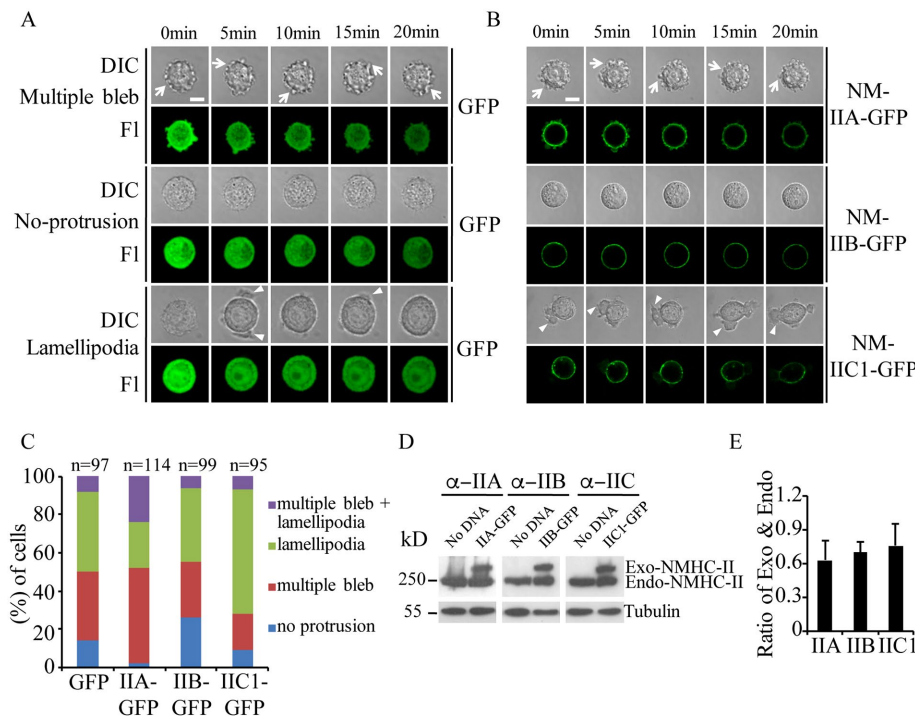 A
0min 5min 10min 15min 20min
DIC
Multiple bleb
Fl
GFP
DIC
No-protrusion
Fl
GFP
DIC
Lamellipodia
Fl
GFP
B
0min 5min 10min 15min 20min
NM-
IIA-GFP
NM-
IIB-GFP
NM-
IIC1-GFP
C
n=97 n=114 n=99 n=95
(%) of cells
100
80
60
40
20
0
GFP
IIA-
GFP
IIB-
GFP
IIC1-
GFP
multiple bleb +
lamellipodia
lamellipodia
multiple bleb
no protrusion
D
α–IIA α–IIB α–IIC
No DNA IIA-GFP No DNA IIB-GFP No DNA IIC1-GFP
kD
250
55
Exo-NMHC-II
Endo-NMHC-II
Tubulin
E
Ratio of Exo & Endo
1.2
0.9
0.6
0.3
0
IIA IIB IIC1